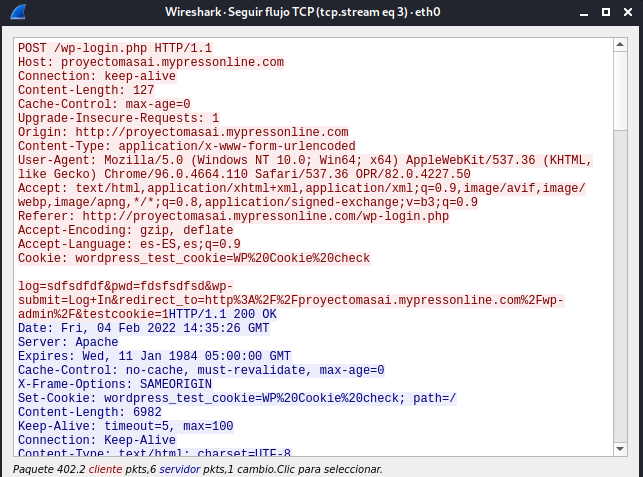 Wireshark · Seguir flujo TCP (tcp.stream eq 3) · eth0
POST /wp-login.php HTTP/1.1
Host: proyectomasai.mypressonline.com
Connection: keep-alive
Content-Length: 127
Cache-Control: max-age=0
Upgrade-Insecure-Requests: 1
Origin: http://proyectomasai.mypressonline.com
Content-Type: application/x-www-form-urlencoded
User-Agent: Mozilla/5.0 (Windows NT 10.0; Win64; x64) AppleWebKit/537.36 (KHTML,
like Gecko) Chrome/96.0.4664.110 Safari/537.36 OPR/82.0.4227.50
Accept: text/html,application/xhtml+xml,application/xml;q=0.9,image/avif,image/
webp,image/apng,*/*;q=0.8,application/signed-exchange;v=b3;q=0.9
Referer: http://proyectomasai.mypressonline.com/wp-login.php
Accept-Encoding: gzip, deflate
Accept-Language: es-ES,es;q=0.9
Cookie: wordpress_test_cookie=WP%20Cookie%20check
log=sdfsdfdf&pwd=fdsfsdfsd&wp-
submit=Log+In&redirect_to=http%3A%2F%2Fproyectomasai.mypressonline.com%2Fwp-
admin%2F&testcookie=1HTTP/1.1 200 OK
Date: Fri, 04 Feb 2022 14:35:26 GMT
Server: Apache
Expires: Wed, 11 Jan 1984 05:00:00 GMT
Cache-Control: no-cache, must-revalidate, max-age=0
X-Frame-Options: SAMEORIGIN
Set-Cookie: wordpress_test_cookie=WP%20Cookie%20check; path=/
Content-Length: 6982
Keep-Alive: timeout=5, max=100
Connection: Keep-Alive
Content-Type: text/html; charset=UTF-8
Paquete 402.2 cliente pkts,6 servidor pkts,1 cambio.Clic para seleccionar.